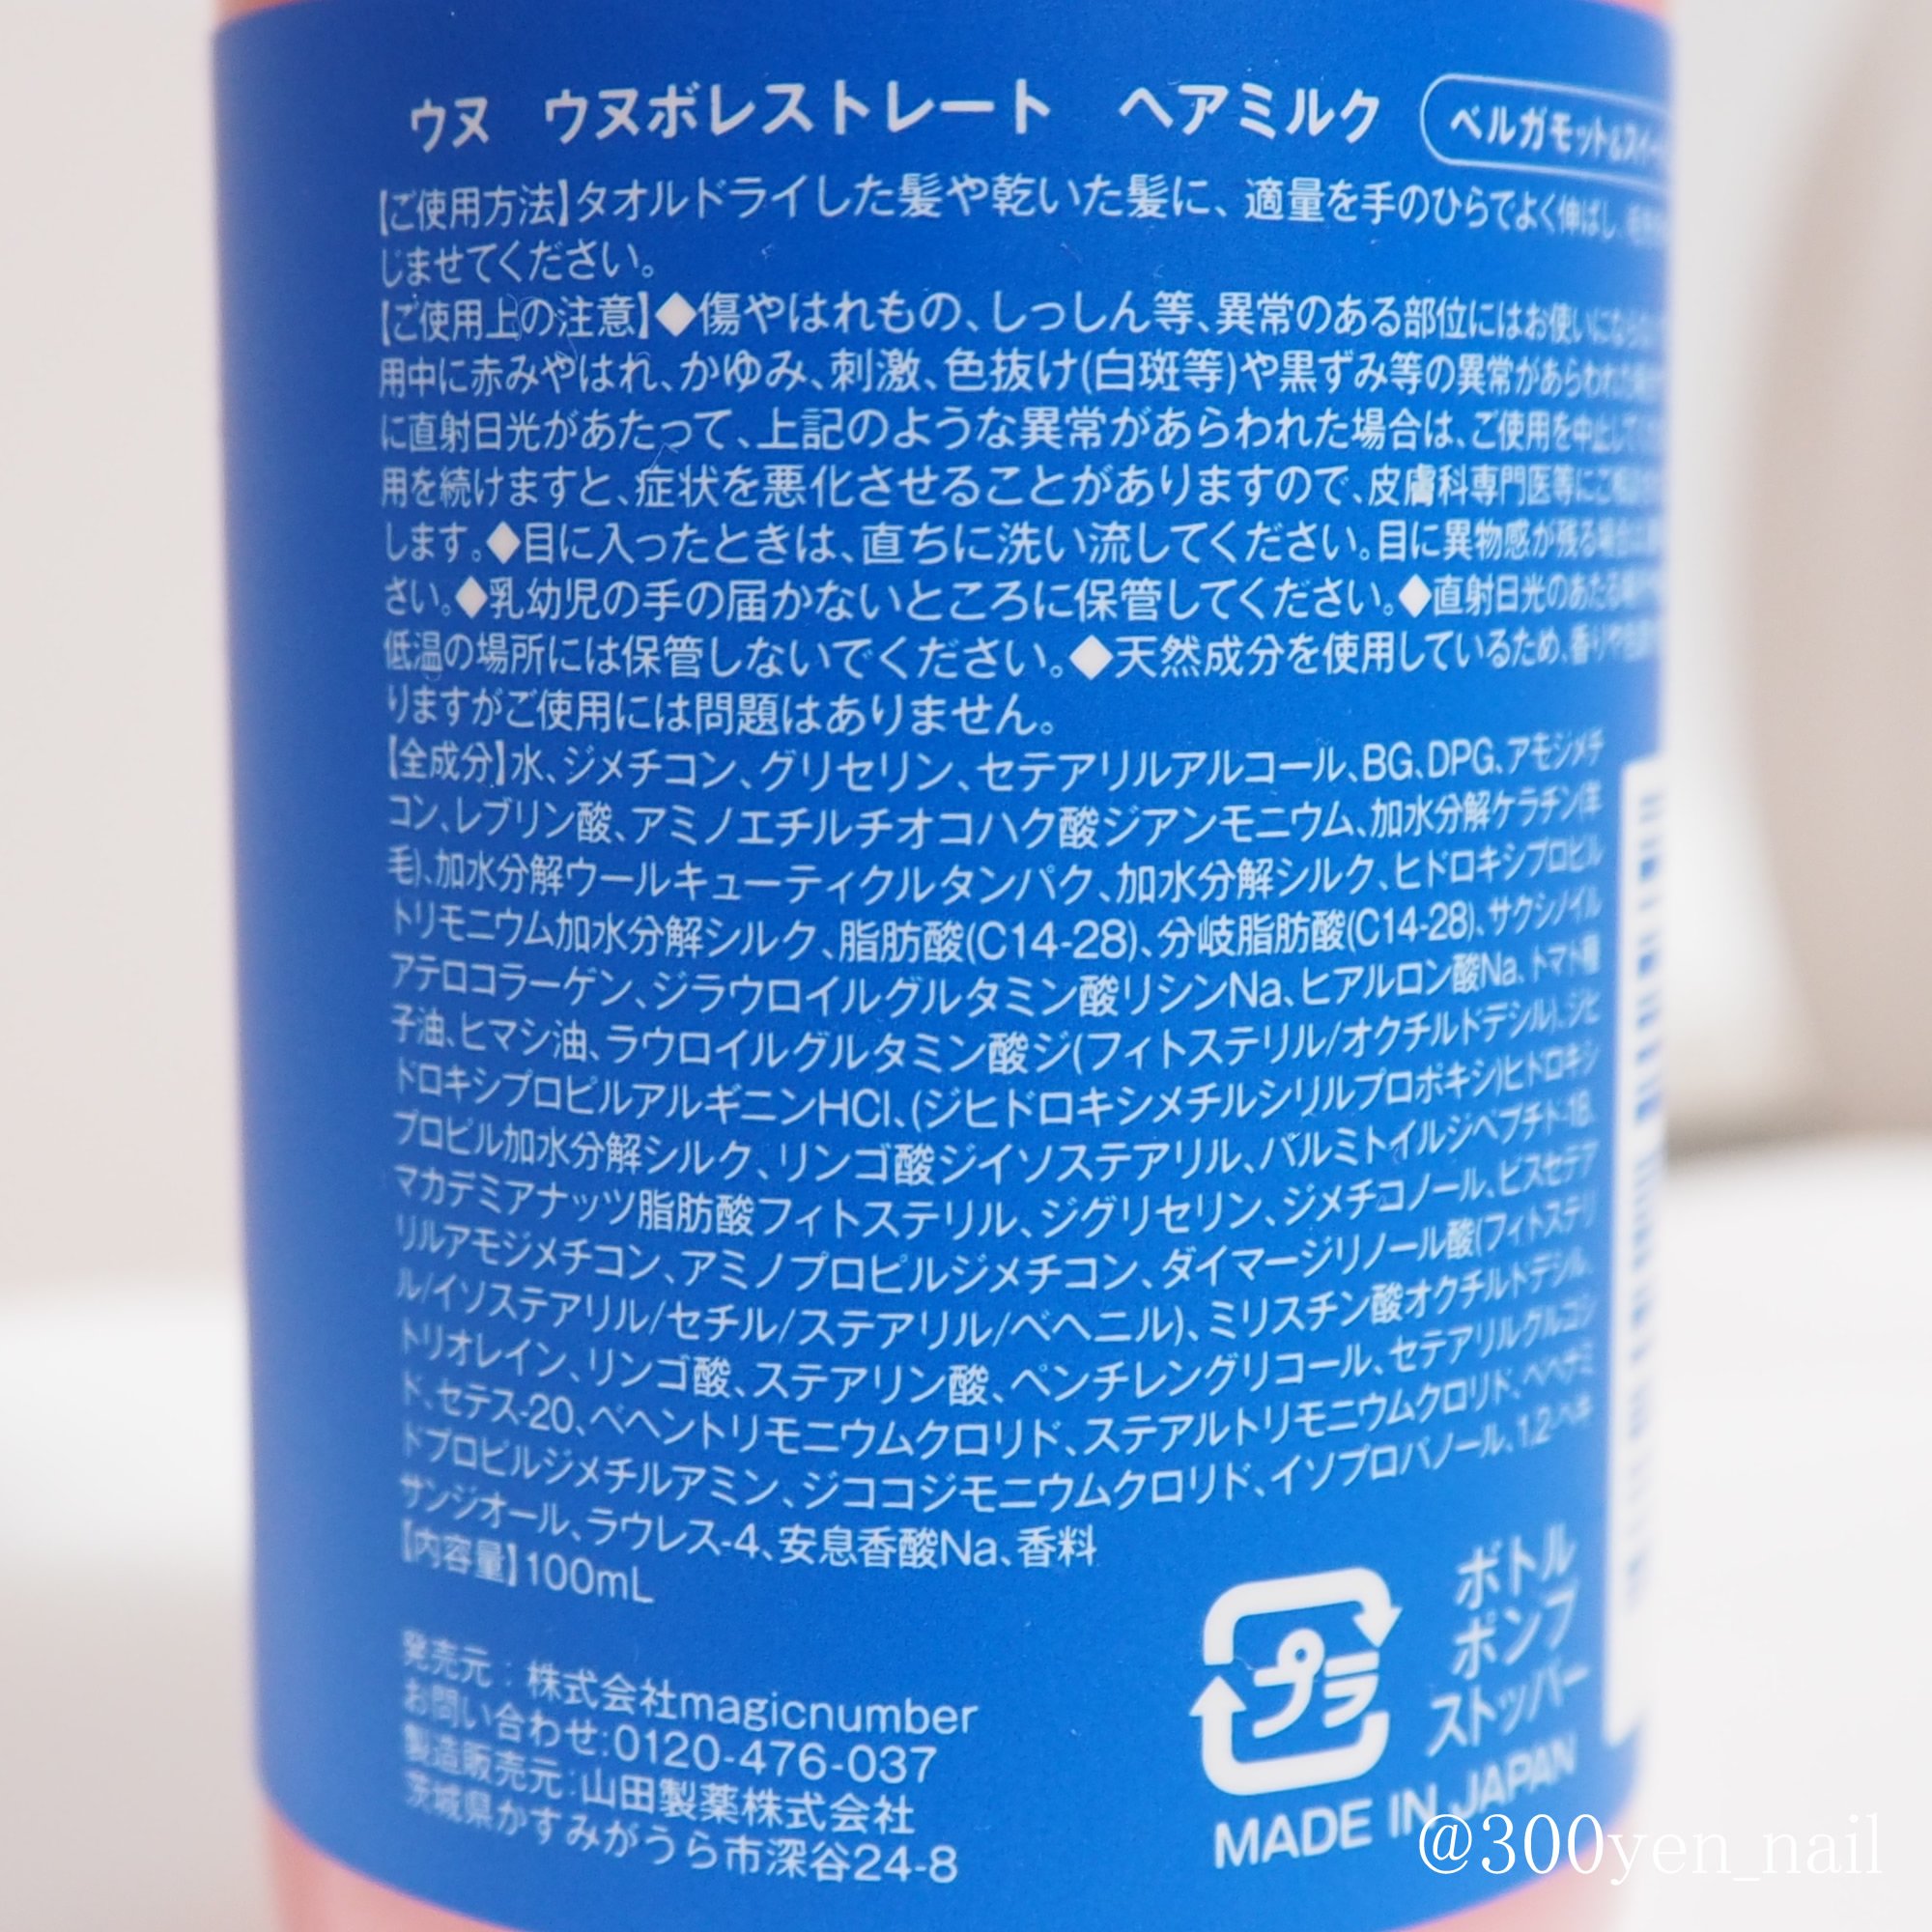 ウヌ ウヌボレストレート ヘアミルク
ベルガモット&スイー
【ご使用方法】タオルドライした髪や乾いた髪に、適量を手のひらでよく伸ばし、
じませてください。
【ご使用上の注意】◆傷やはれもの、しっしん等、異常のある部位にはお使いにならない
用中に赤みやはれ、かゆみ、刺激、色抜け(白斑等)や黒ずみ等の異常があらわれた
に直射日光があたって、上記のような異常があらわれた場合は、ご使用を中止して
用を続けますと、症状を悪化させることがありますので、皮膚科専門医等にご相談
します。◆目に入ったときは、直ちに洗い流してください。目に異物感が残る場合は
さい。◆乳幼児の手の届かないところに保管してください。◆直射日光のあたる場所
低温の場所には保管しないでください。◆天然成分を使用しているため、香りや色
りますがご使用には問題はありません。
【全成分】水、ジメチコン、グリセリン、セテアリルアルコール、BG、DPG、アモジメチ
コン、レブリン酸、アミノエチルチオコハク酸ジアンモニウム、加水分解ケラチン(羊
毛)、加水分解ウールキューティクルタンパク、加水分解シルク、ヒドロキシプロピル
トリモニウム加水分解シルク、脂肪酸(C14-28)、分岐脂肪酸(C14-28)、サクシノイル
アテロコラーゲン、ジラウロイルグルタミン酸リシンNa、ヒアルロン酸Na、トマト種
子油、ヒマシ油、ラウロイルグルタミン酸ジ(フィトステリル/オクチルドデシル)、ジヒ
ドロキシプロピルアルギニンHCl、(ジヒドロキシメチルシリルプロポキシ)ヒドロキシ
プロピル加水分解シルク、リンゴ酸ジイソステアリル、パルミトイルジペプチド-18、
マカデミアナッツ脂肪酸フィトステリル、ジグリセリン、ジメチコノール、ビスセテア
リルアモジメチコン、アミノプロピルジメチコン、ダイマージリノール酸(フィトステリ
ル/イソステアリル/セチル/ステアリル/ベヘニル)、ミリスチン酸オクチルドデシル、
トリオレイン、リンゴ酸、ステアリン酸、ペンチレングリコール、セテアリルグルコシ
ド、セテス-20、ベヘントリモニウムクロリド、ステアルトリモニウムクロリド、ベヘナミ
ドプロピルジメチルアミン、ジココジモニウムクロリド、イソプロパノール、1,2-ヘキ
サンジオール、ラウレス-4、安息香酸Na、香料
【内容量】100mL
発売元：株式会社magicnumber
お問い合わせ:0120-476-037
製造販売元:山田製薬株式会社
茨城県かすみがうら市深谷24-8
プラ
ボトル
ポンプ
ストッパー
MADE IN JAPAN
@300yen_nail